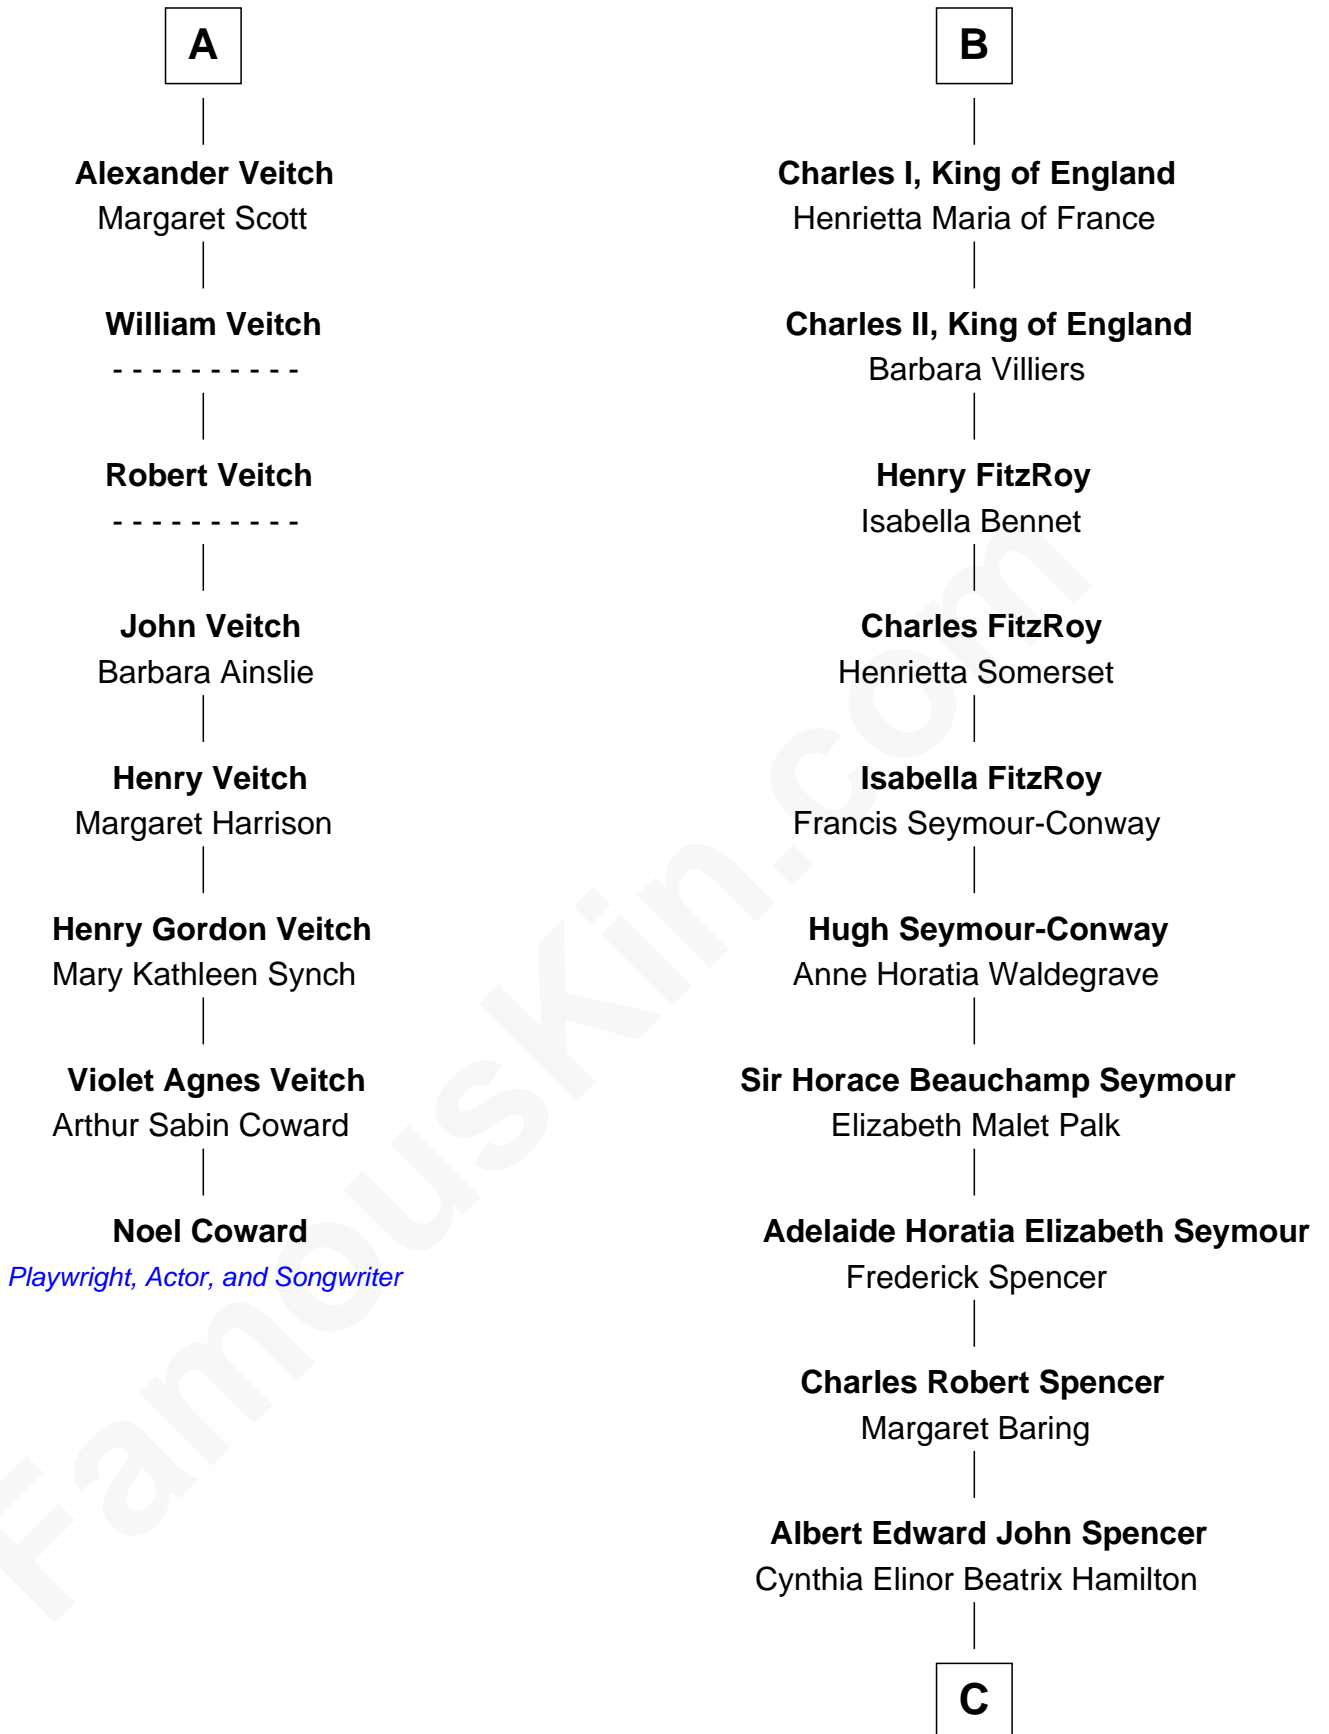 A
Alexander Veitch
Margaret Scott
William Veitch
- - - - - - - - - -
Robert Veitch
- - - - - - - - - -
John Veitch
Barbara Ainslie
Henry Veitch
Margaret Harrison
Henry Gordon Veitch
Mary Kathleen Synch
Violet Agnes Veitch
Arthur Sabin Coward
Noel Coward
Playwright, Actor, and Songwriter
B
Charles I, King of England
Henrietta Maria of France
Charles II, King of England
Barbara Villiers
Henry FitzRoy
Isabella Bennet
Charles FitzRoy
Henrietta Somerset
Isabella FitzRoy
Francis Seymour-Conway
Hugh Seymour-Conway
Anne Horatia Waldegrave
Sir Horace Beauchamp Seymour
Elizabeth Malet Palk
Adelaide Horatia Elizabeth Seymour
Frederick Spencer
Charles Robert Spencer
Margaret Baring
Albert Edward John Spencer
Cynthia Elinor Beatrix Hamilton
C
FamousKin.com